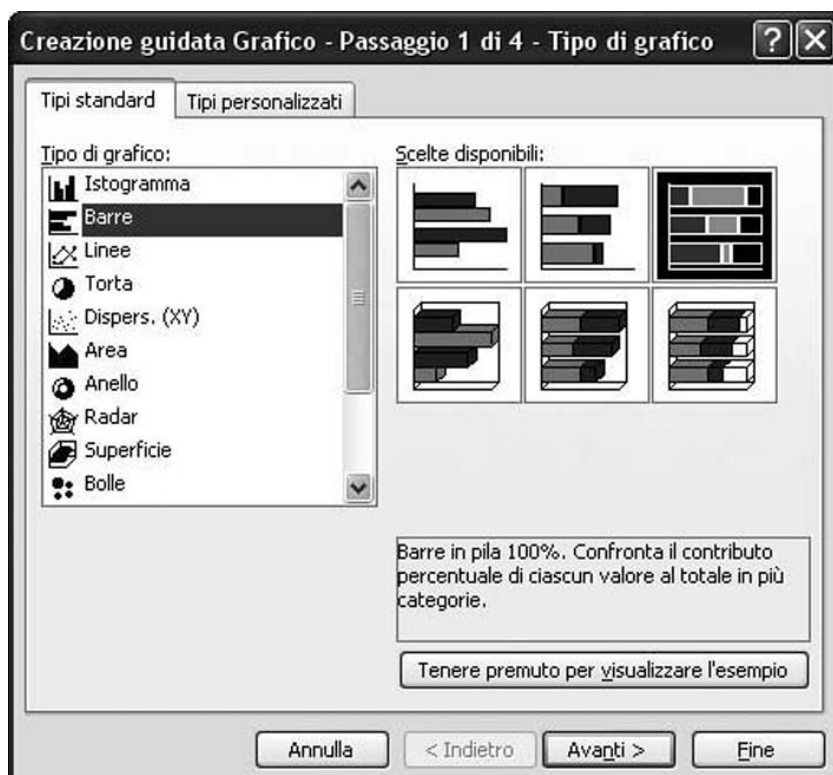 Creazione guidata Grafico - Passaggio 1 di 4 - Tipo di grafico
Tipi standard
Tipi personalizzati
Tipo di grafico:
Istogramma
Barre
Linee
Torta
Dispers. (XY)
Area
Anello
Radar
Superficie
Bolle
Scelte disponibili:
Barre in pila 100%. Confronta il contributo
percentuale di ciascun valore al totale in più
categorie.
Tenere premuto per visualizzare l'esempio
Annulla
< Indietro
Avanti >
Fine